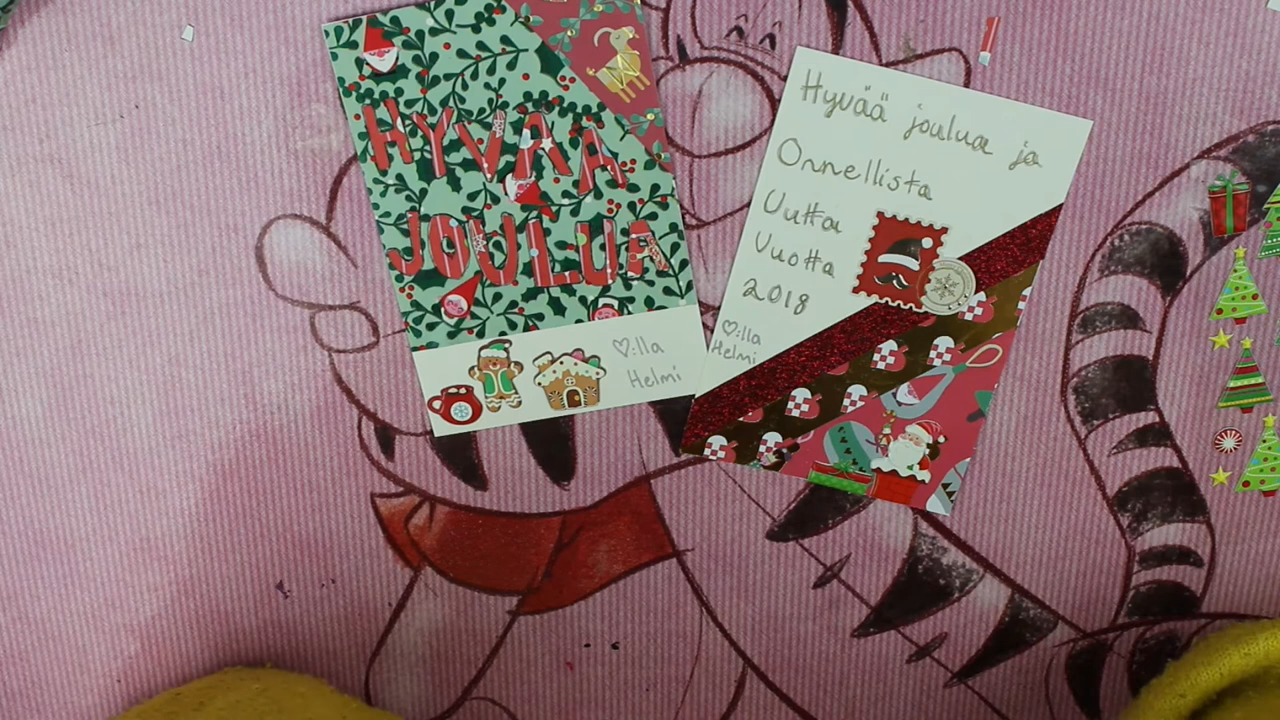 HYVÄÄ
JOULUA
♡:lla
Helmi
Hyvää joulua ja
Onnellista
Uutta
Vuotta
2018
♡:lla
Helmi